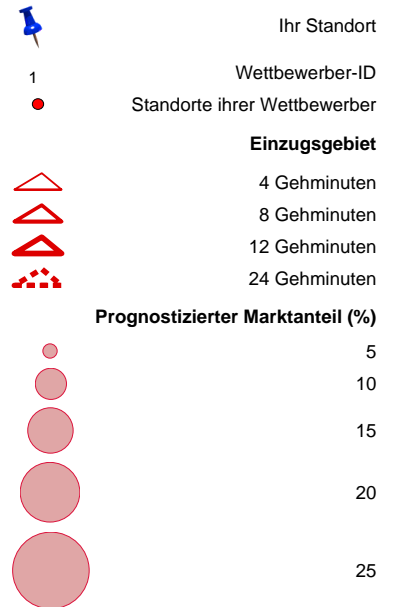 Ihr Standort
1 Wettbewerber-ID
Standorte ihrer Wettbewerber
Einzugsgebiet
4 Gehminuten
8 Gehminuten
12 Gehminuten
24 Gehminuten
Prognostizierter Marktanteil (%)
5
10
15
20
25